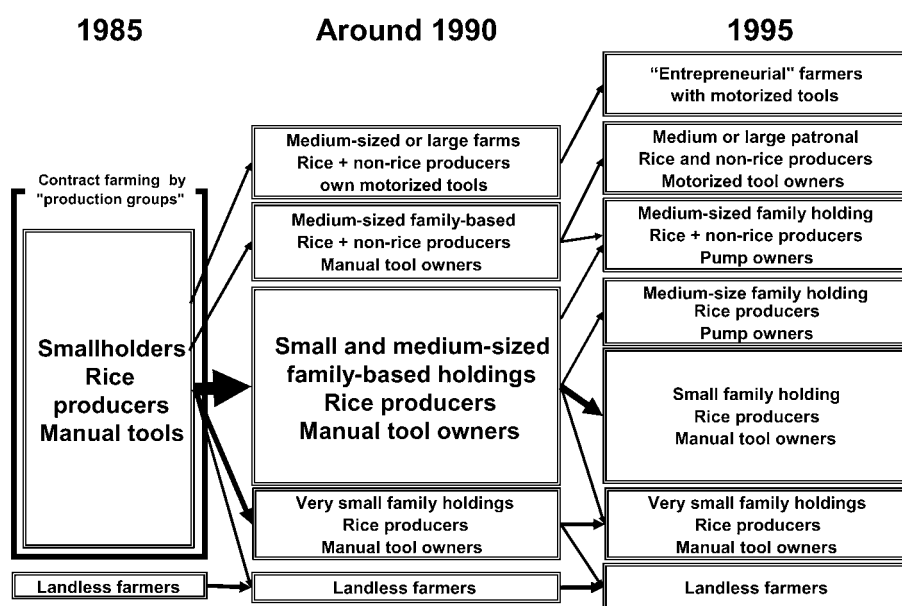 1985
Around 1990
1995
Contract farming by
"production groups"
Smallholders
Rice
producers
Manual tools
Landless farmers
Medium-sized or large farms
Rice + non-rice producers
own motorized tools
Medium-sized family-based
Rice + non-rice producers
Manual tool owners
Small and medium-sized
family-based holdings
Rice producers
Manual tool owners
Very small family holdings
Rice producers
Manual tool owners
Landless farmers
“Entrepreneurial" farmers
with motorized tools
Medium or large patronal
Rice and non-rice producers
Motorized tool owners
Medium-sized family holding
Rice + non-rice producers
Pump owners
Medium-size family holding
Rice producers
Pump owners
Small family holding
Rice producers
Manual tool owners
Very small family holdings
Rice producers
Manual tool owners
Landless farmers